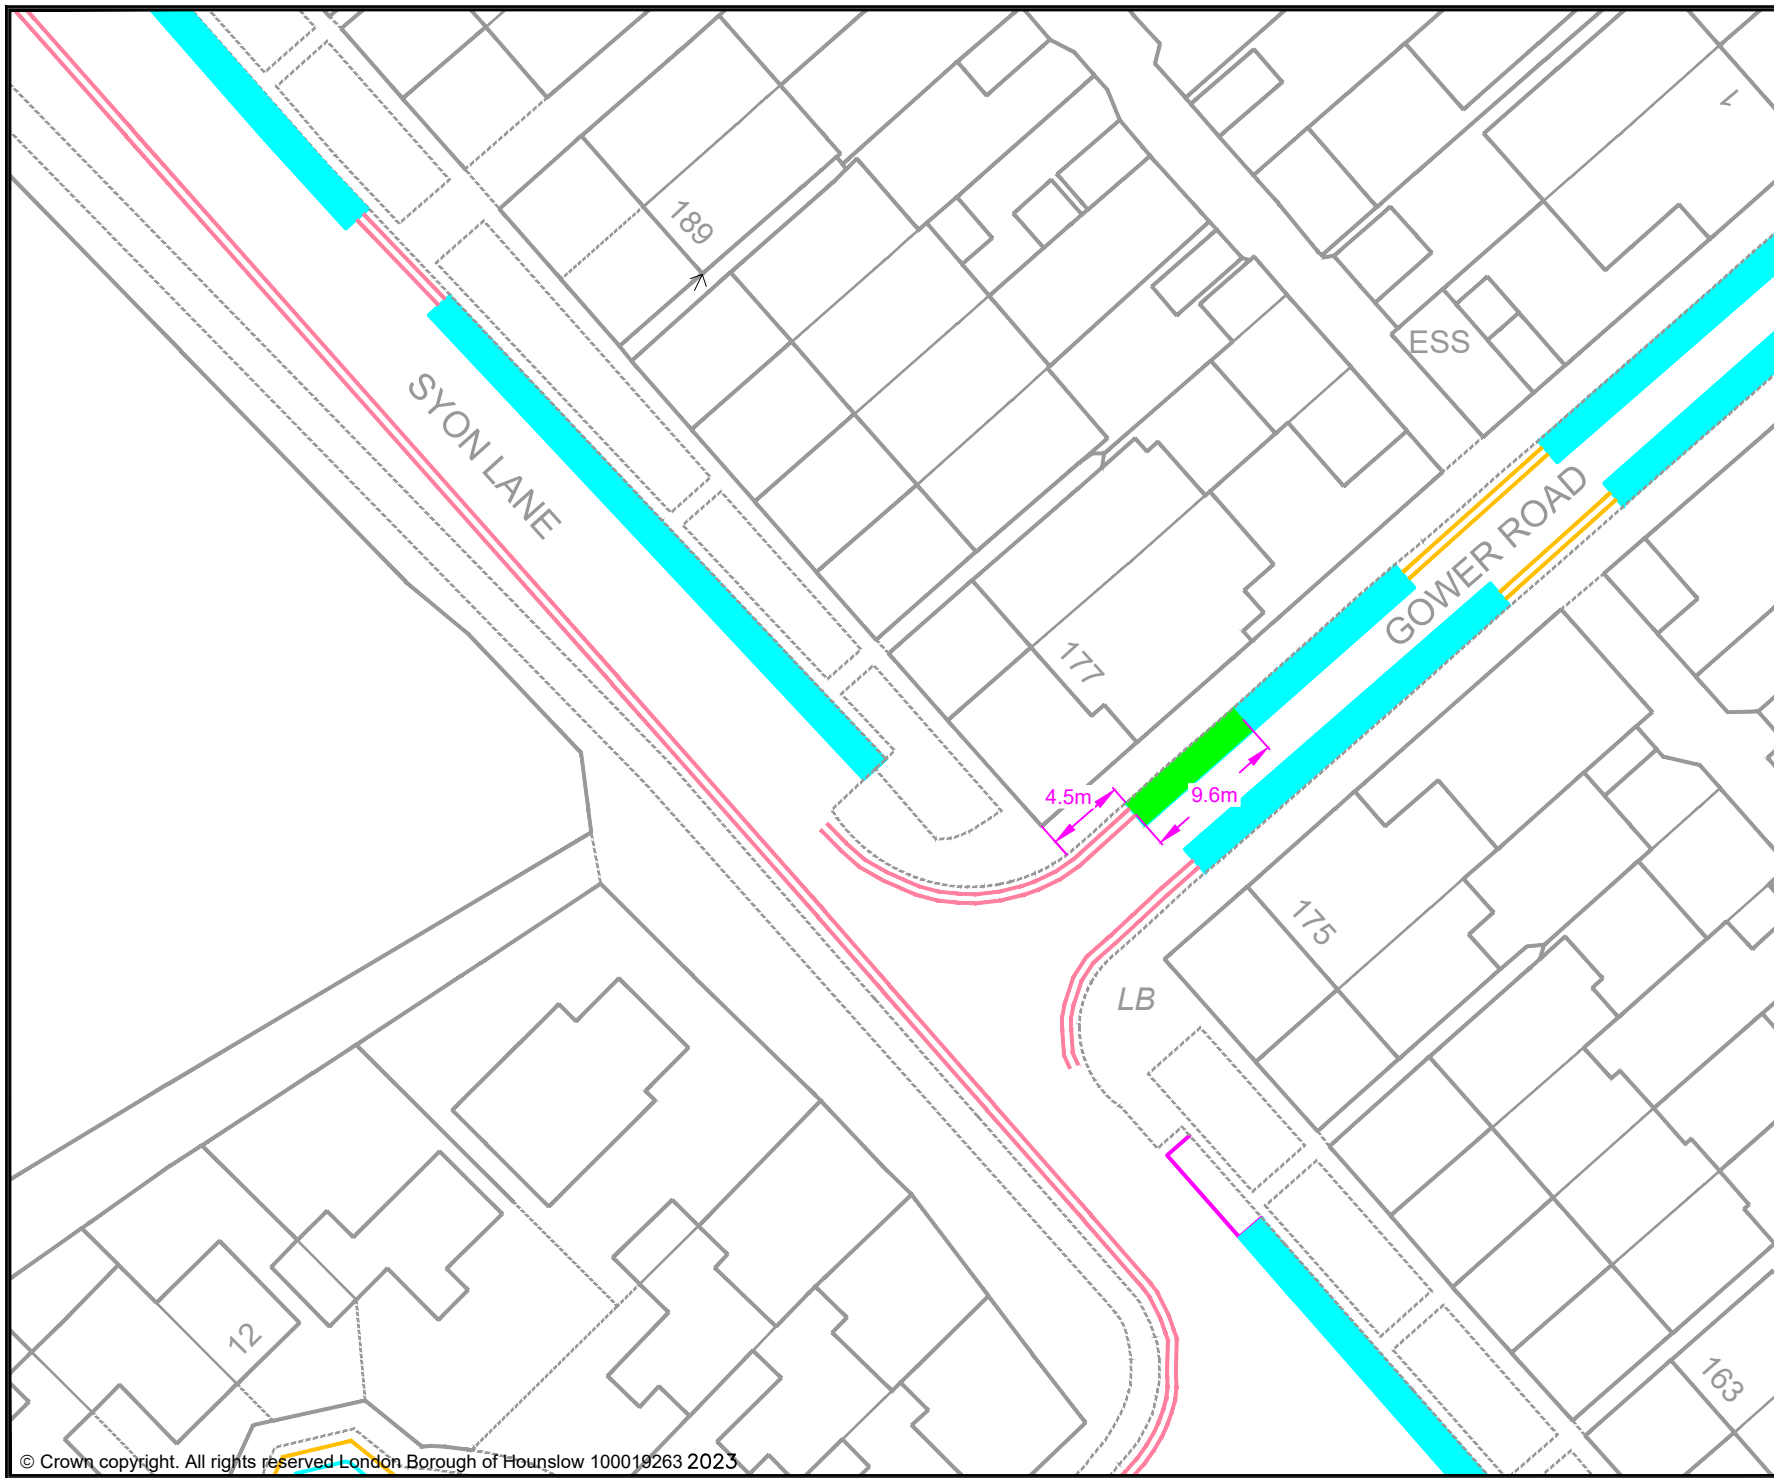 1
189
ESS
SYON LANE
GOWER ROAD
177
4.5m
9.6m
175
LB
12
163
© Crown copyright. All rights reserved London Borough of Hounslow 100019263 2023